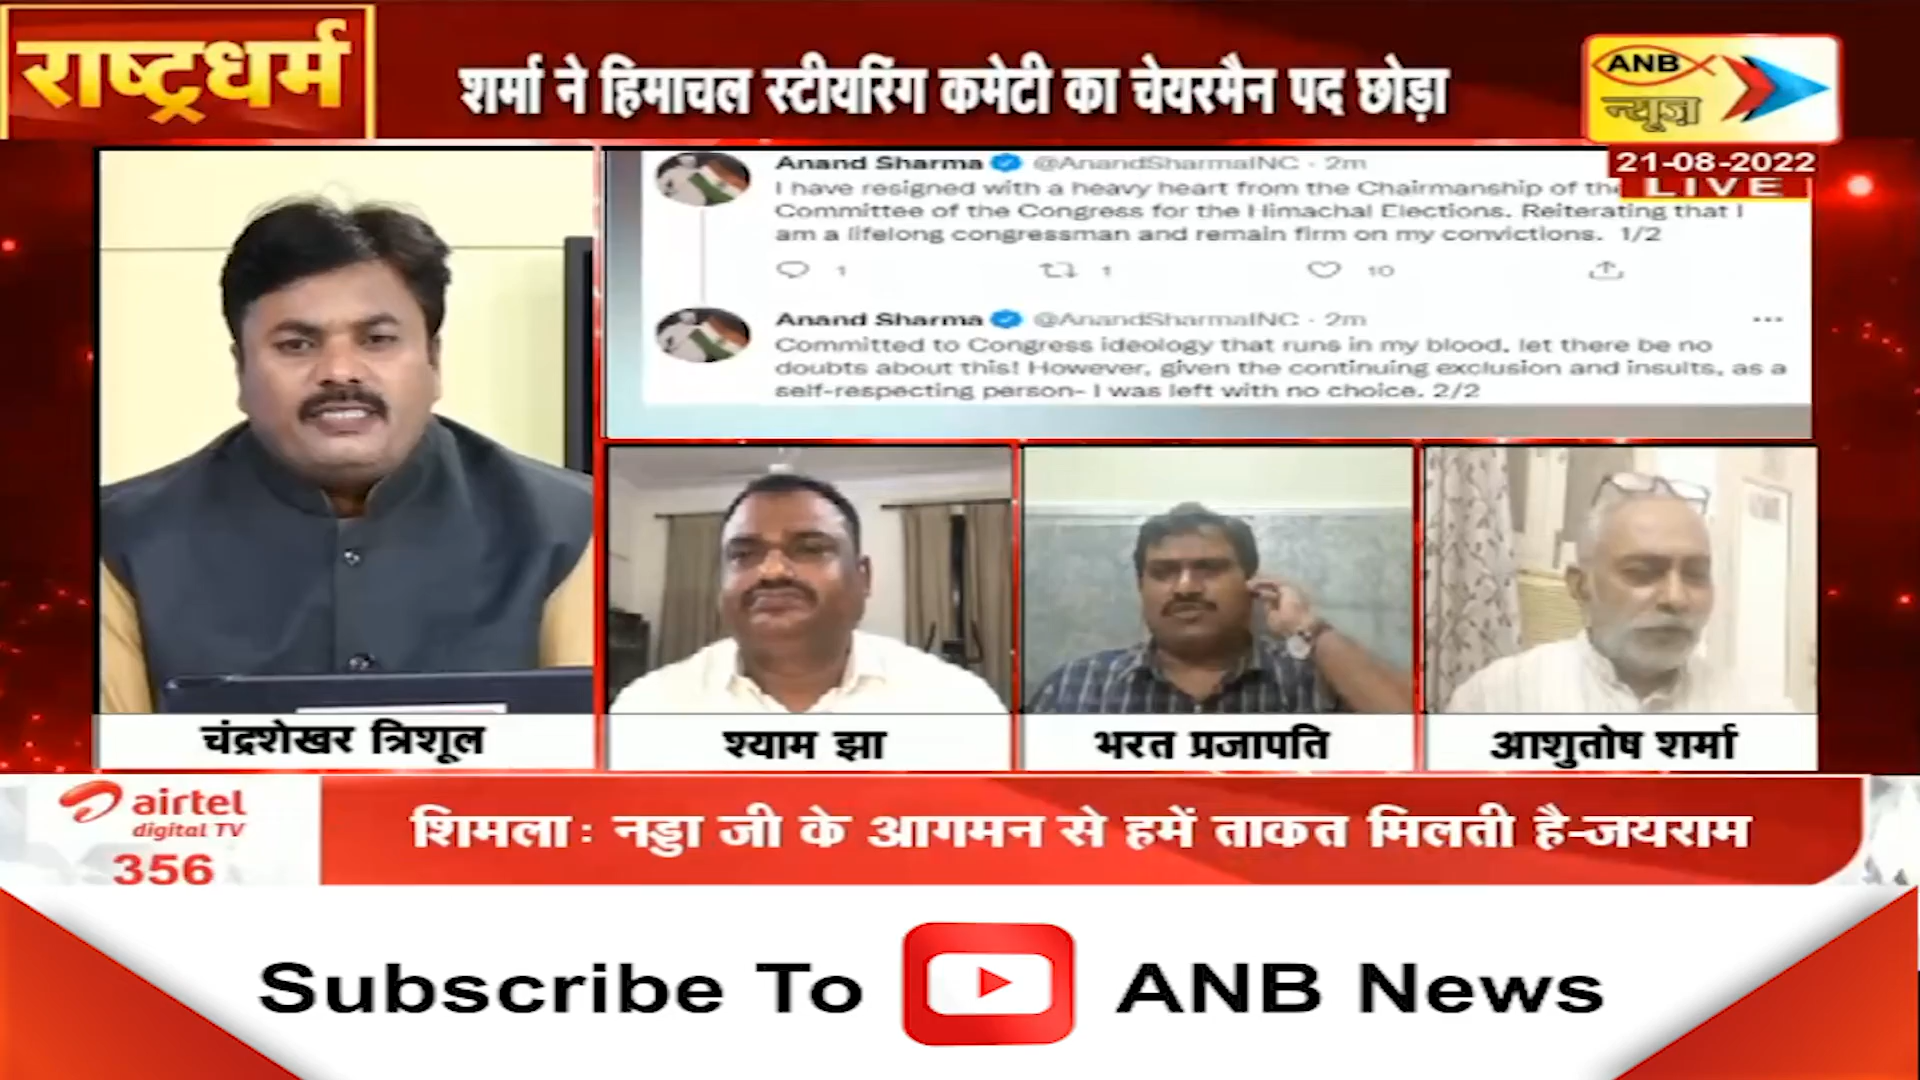 राष्ट्रधर्म
शर्मा ने हिमाचल स्टीयरिंग कमेटी का चेयरमैन पद छोड़ा
ANB
न्यूज़
21-08-2022
LIVE
Anand Sharma @AnandSharmaINC · 2m
I have resigned with a heavy heart from the Chairmanship of the
Committee of the Congress for the Himachal Elections. Reiterating that I
am a lifelong congressman and remain firm on my convictions. 1/2
1 1 10
Anand Sharma @AnandSharmaINC · 2m
Committed to Congress ideology that runs in my blood, let there be no
doubts about this! However, given the continuing exclusion and insults, as a
self-respecting person- I was left with no choice. 2/2
चंद्रशेखर त्रिशूल
श्याम झा
भरत प्रजापति
आशुतोष शर्मा
airtel
digital TV
356
शिमला: नड्डा जी के आगमन से हमें ताकत मिलती है-जयराम
Subscribe To ANB News